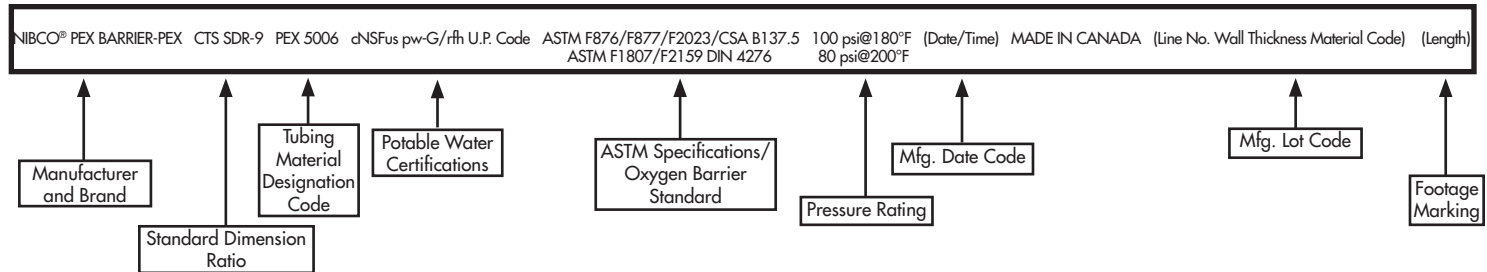 NIBCO® PEX BARRIER-PEX CTS SDR-9 PEX 5006 cNSFus pw-G/rfh U.P. Code ASTM F876/F877/F2023/CSA B137.5 100 psi@180°F (Date/Time) MADE IN CANADA (Line No. Wall Thickness Material Code) (Length)
ASTM F1807/F2159 DIN 4276 80 psi@200°F
Manufacturer
and Brand
Standard Dimension
Ratio
Tubing
Material
Designation
Code
Potable Water
Certifications
ASTM Specifications/
Oxygen Barrier
Standard
Pressure Rating
Mfg. Date Code
Mfg. Lot Code
Footage
Marking